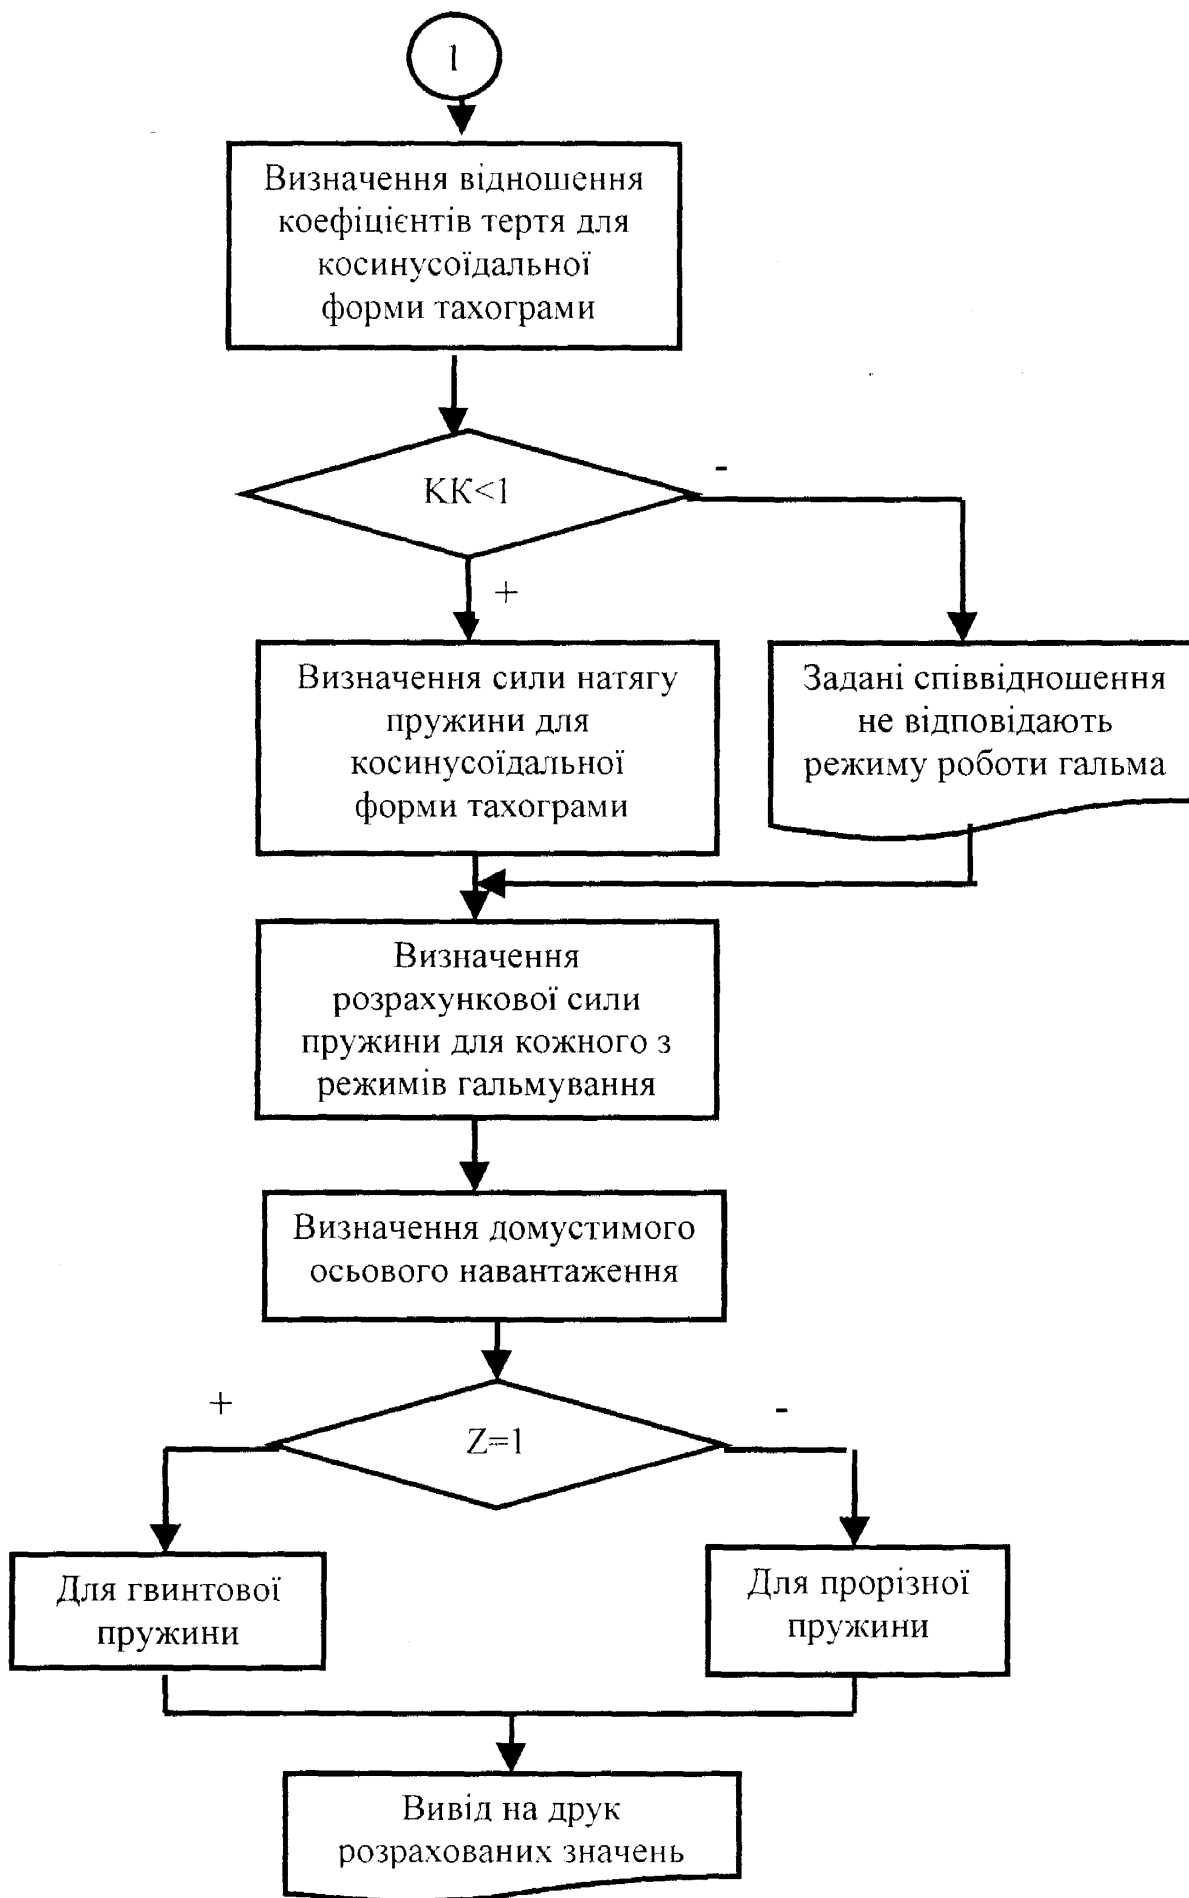 1
Визначення відношення
коефіцієнтів тертя для
косинусоїдальної
форми тахограми
КК<1
-
+
Визначення сили натягу
пружини для
косинусоїдальної
форми тахограми
Задані співвідношення
не відповідають
режиму роботи гальма
Визначення
розрахункової сили
пружини для кожного з
режимів гальмування
Визначення домустимого
осьового навантаження
+
-
Z=1
Для гвинтової
пружини
Для прорізної
пружини
Вивід на друк
розрахованих значень